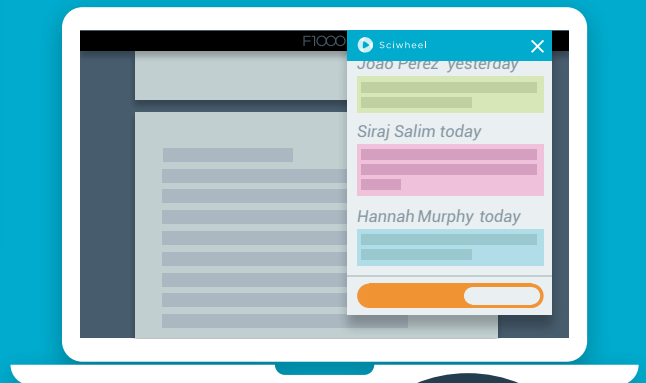 F1000
Sciwheel
Joao Perez yesterday
Siraj Salim today
Hannah Murphy today